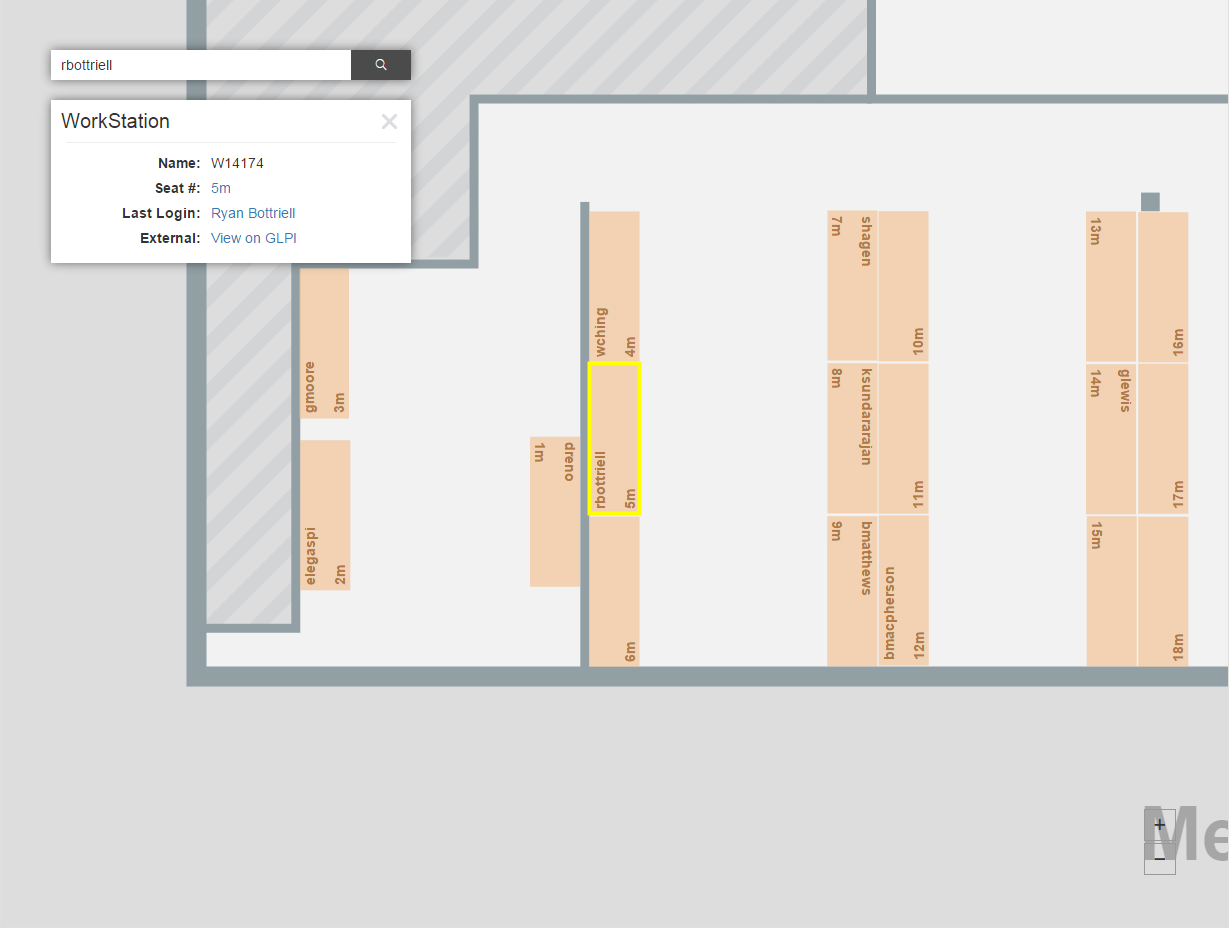 rbottriell
WorkStation
Name: W14174
Seat #: 5m
Last Login: Ryan Bottriell
External: View on GLPI
gmoore
3m
elegaspi
2m
1m
oueap
wching
4m
rbottriell
5m
6m
7m
shagen
8m
ksundararajan
9m
bmatthews
10m
11m
bmacpherson
12m
13m
14m
glewis
15m
16m
17m
18m
Me
+
−